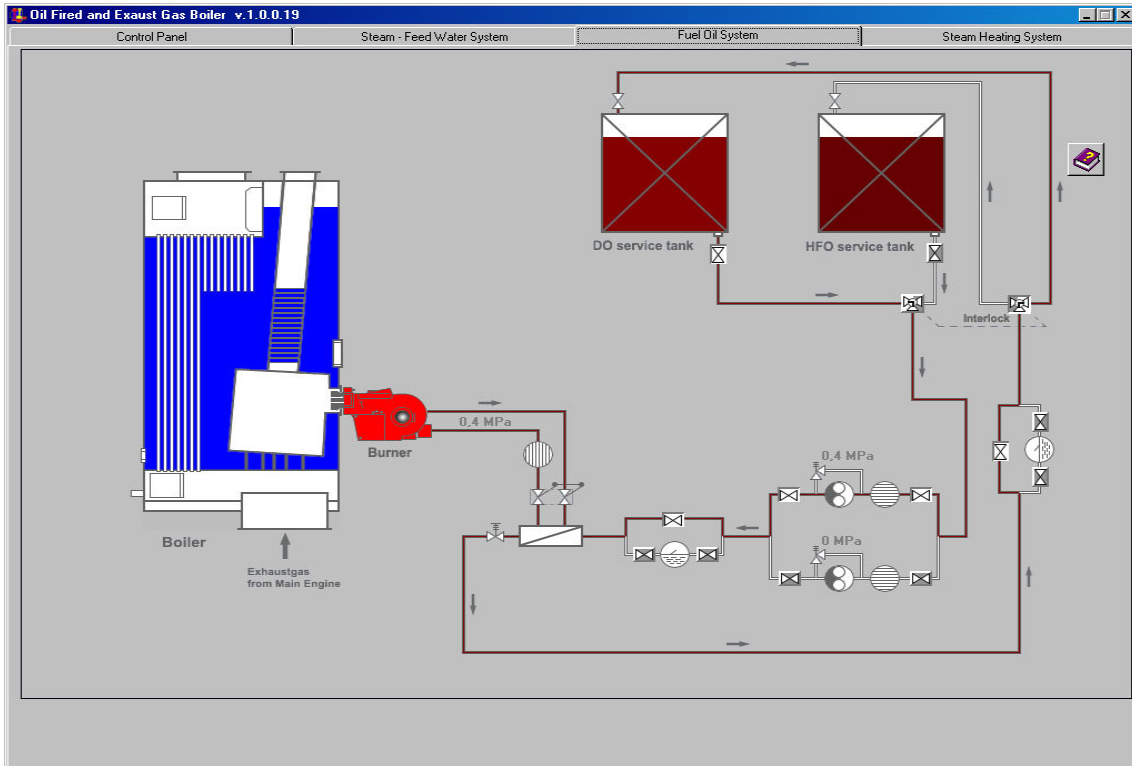 Oil Fired and Exaust Gas Boiler v.1.0.0.19
Control Panel
Steam - Feed Water System
Fuel Oil System
Steam Heating System
DO service tank
HFO service tank
Interlock
0,4 MPa
Burner
0,4 MPa
0 MPa
Boiler
Exhaustgas
from Main Engine